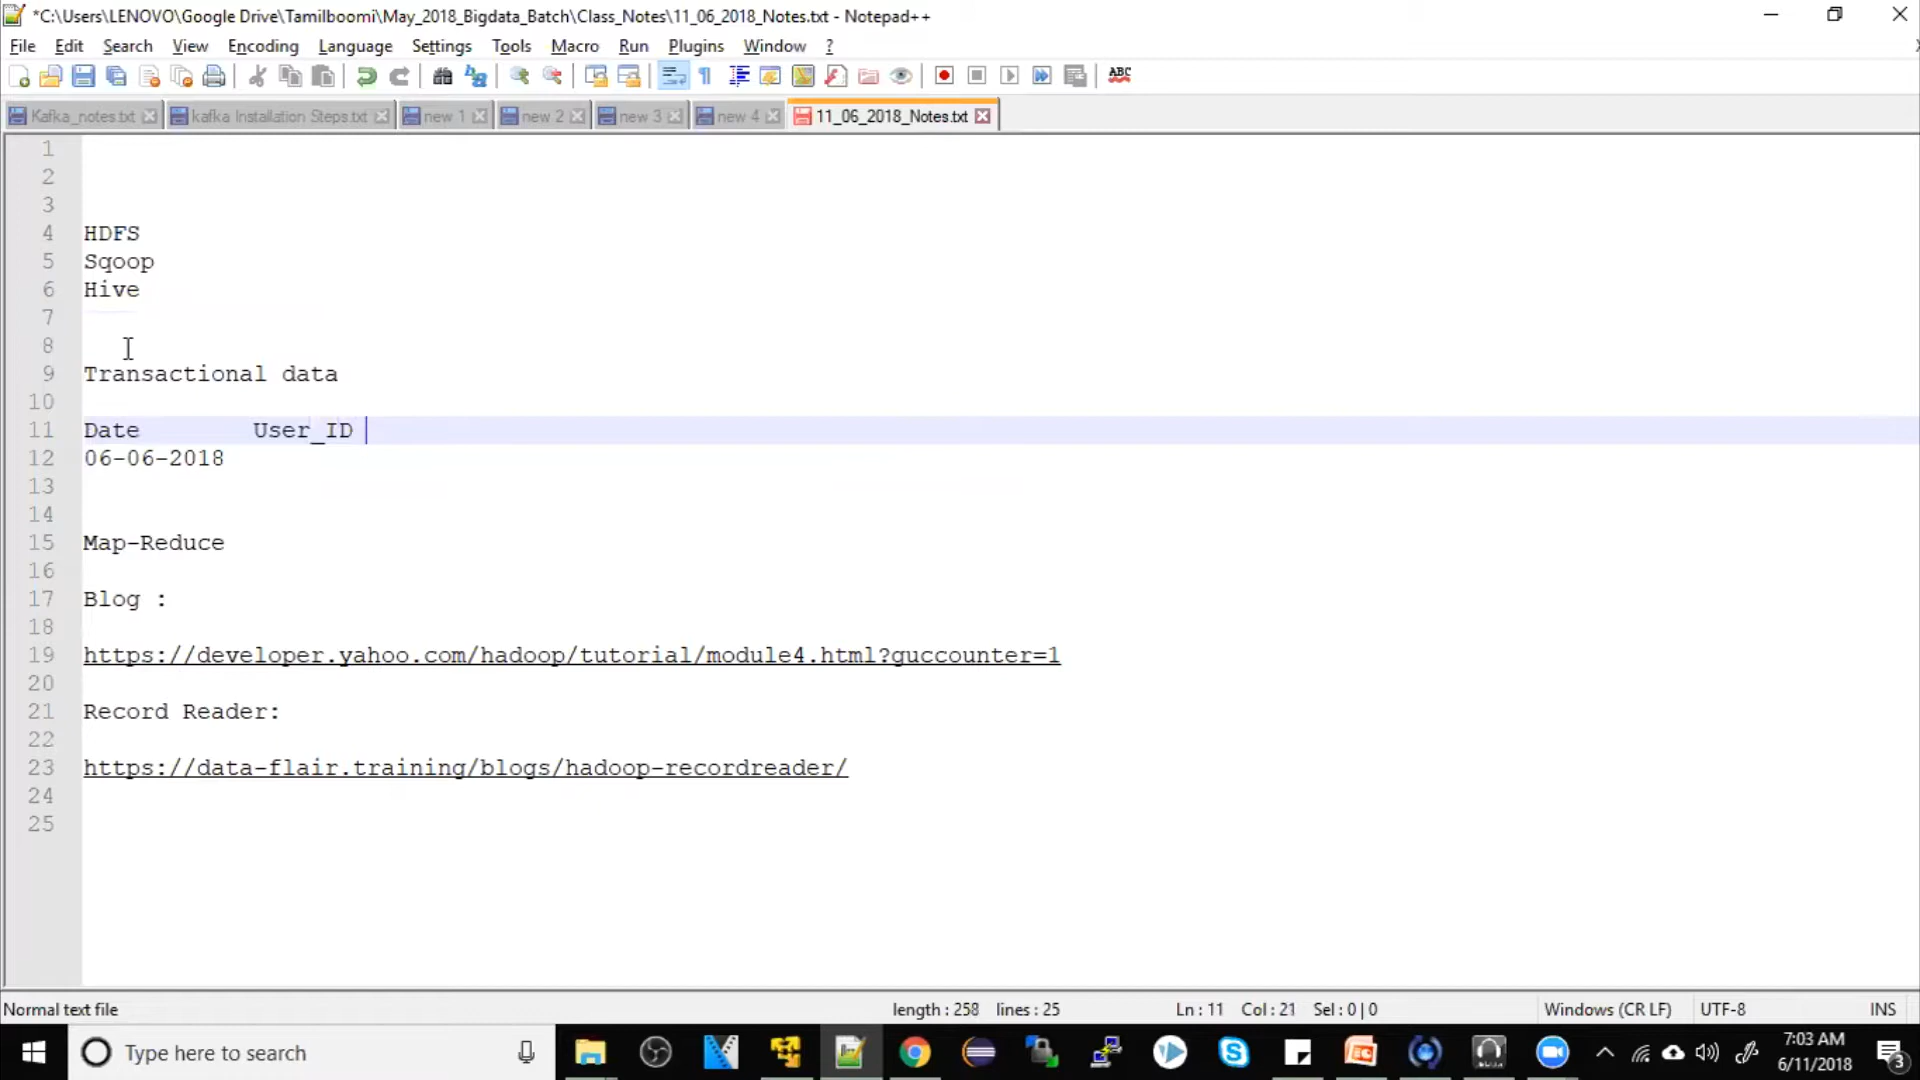 *C:\Users\LENOVO\Google Drive\Tamilboomi\May_2018_Bigdata_Batch\Class_Notes\11_06_2018_Notes.txt - Notepad++
File Edit Search View Encoding Language Settings Tools Macro Run Plugins Window ?
ABC
Kafka_notes.txt kafka Installation Steps.txt new 1 new 2 new 3 new 4 11_06_2018_Notes.txt
1
2
3
4 HDFS
5 Sqoop
6 Hive
7
8
9 Transactional data
10
11 Date User_ID
12 06-06-2018
13
14
15 Map-Reduce
16
17 Blog :
18
19 https://developer.yahoo.com/hadoop/tutorial/module4.html?guccounter=1
20
21 Record Reader:
22
23 https://data-flair.training/blogs/hadoop-recordreader/
24
25
Normal text file length : 258 lines : 25 Ln : 11 Col : 21 Sel : 0 | 0 Windows (CR LF) UTF-8 INS
Type here to search 7:03 AM
6/11/2018 3